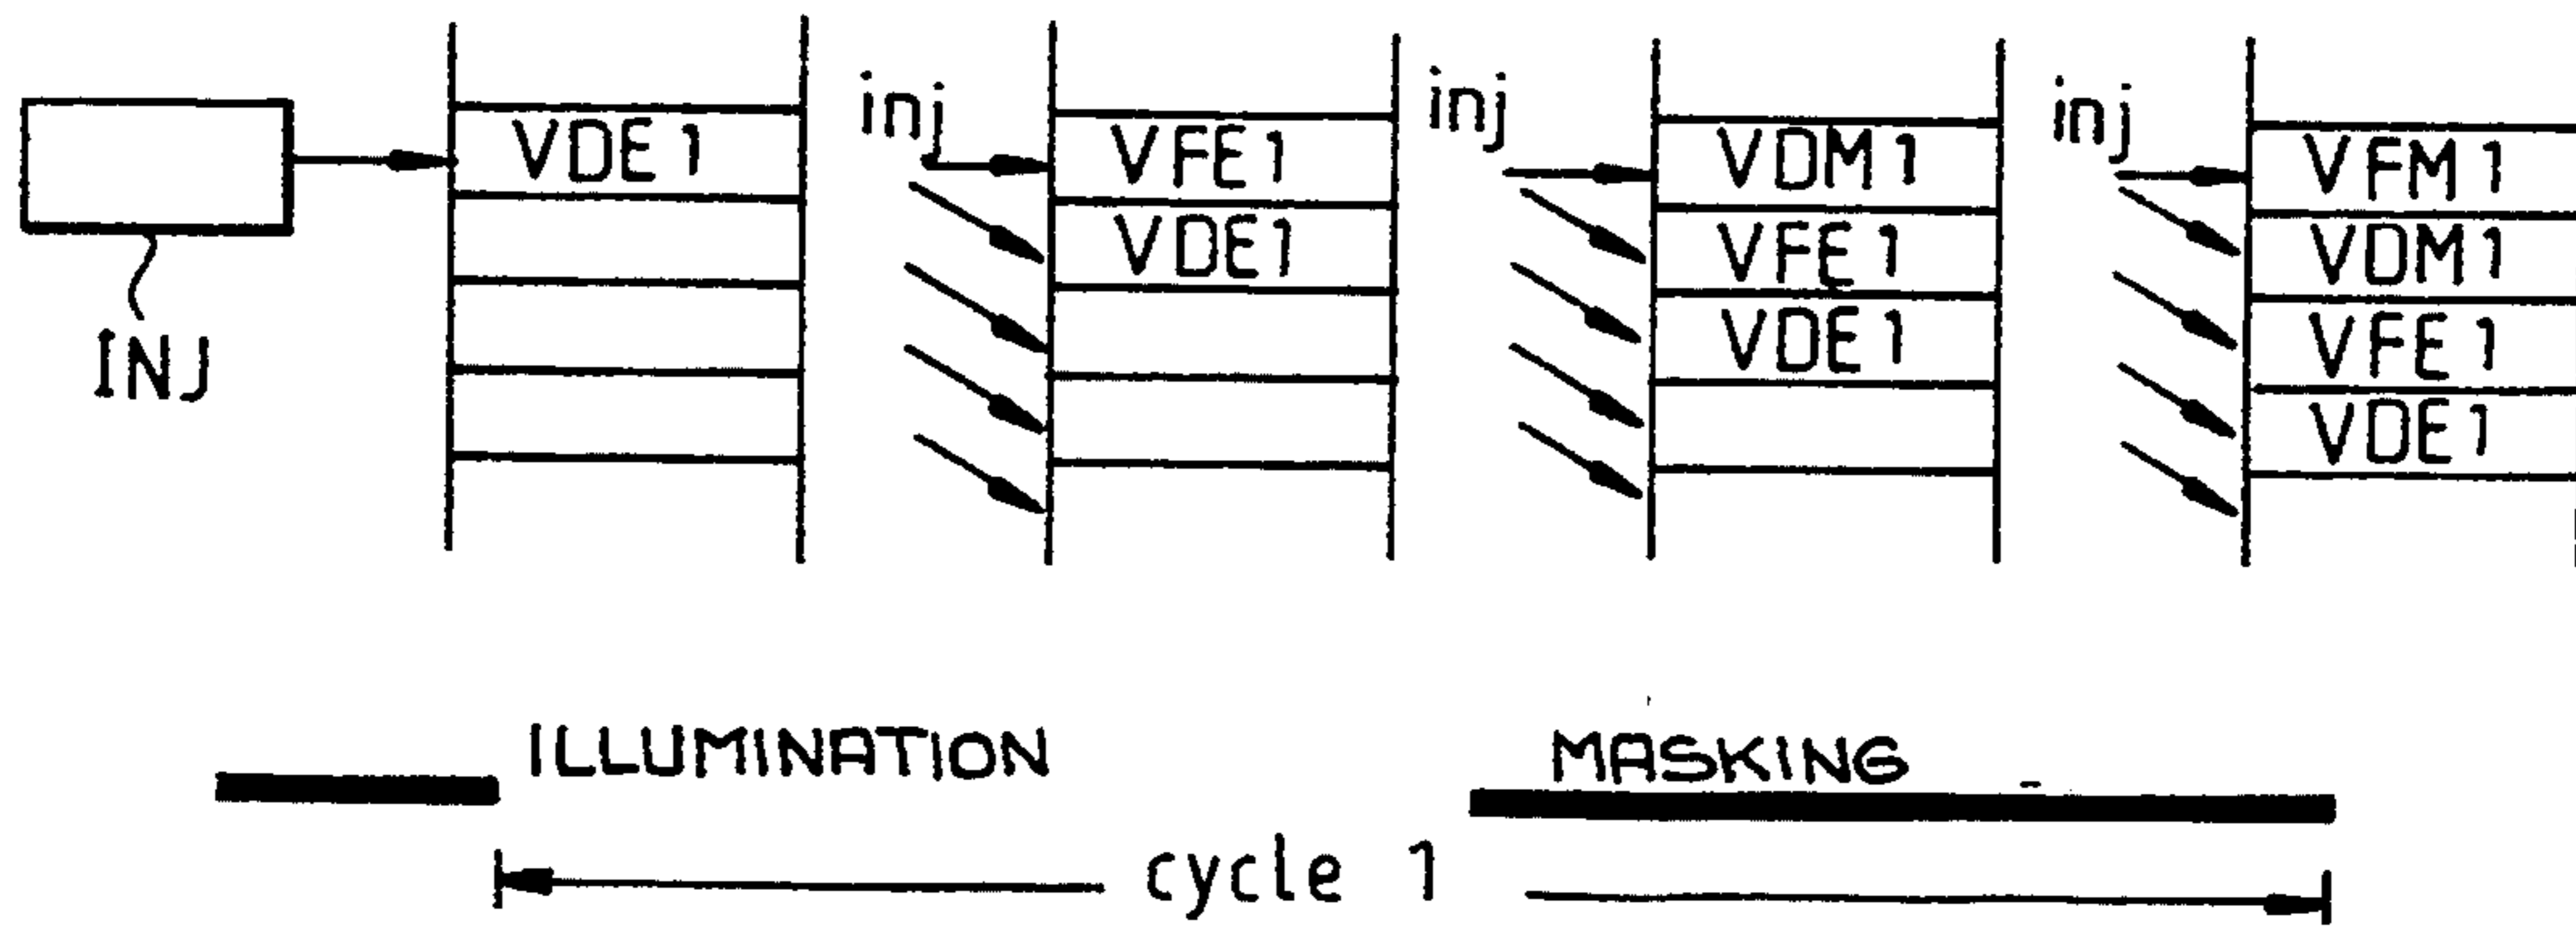 INJ
VDE1
inj
VFE1
VDE1
inj
VDM1
VFE1
VDE1
inj
VFM1
VDM1
VFE1
VDE1
ILLUMINATION
MASKING
cycle 1